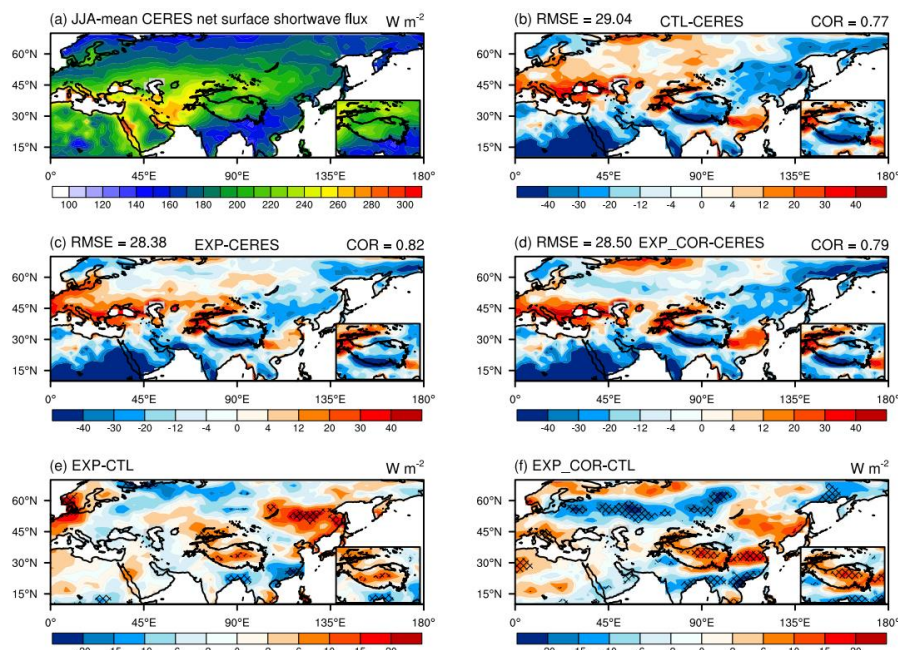 (a) JJA-mean CERES net surface shortwave flux W m⁻²
60°N
45°N
30°N
15°N
0° 45°E 90°E 135°E 180°
100 120 140 160 180 200 220 240 260 280 300
(b) RMSE = 29.04 CTL-CERES COR = 0.77
60°N
45°N
30°N
15°N
0° 45°E 90°E 135°E 180°
-40 -30 -20 -12 -4 0 4 12 20 30 40
(c) RMSE = 28.38 EXP-CERES COR = 0.82
60°N
45°N
30°N
15°N
0° 45°E 90°E 135°E 180°
-40 -30 -20 -12 -4 0 4 12 20 30 40
(d) RMSE = 28.50 EXP_COR-CERES COR = 0.79
60°N
45°N
30°N
15°N
0° 45°E 90°E 135°E 180°
-40 -30 -20 -12 -4 0 4 12 20 30 40
(e) EXP-CTL W m⁻²
60°N
45°N
30°N
15°N
0° 45°E 90°E 135°E 180°
(f) EXP_COR-CTL W m⁻²
60°N
45°N
30°N
15°N
0° 45°E 90°E 135°E 180°